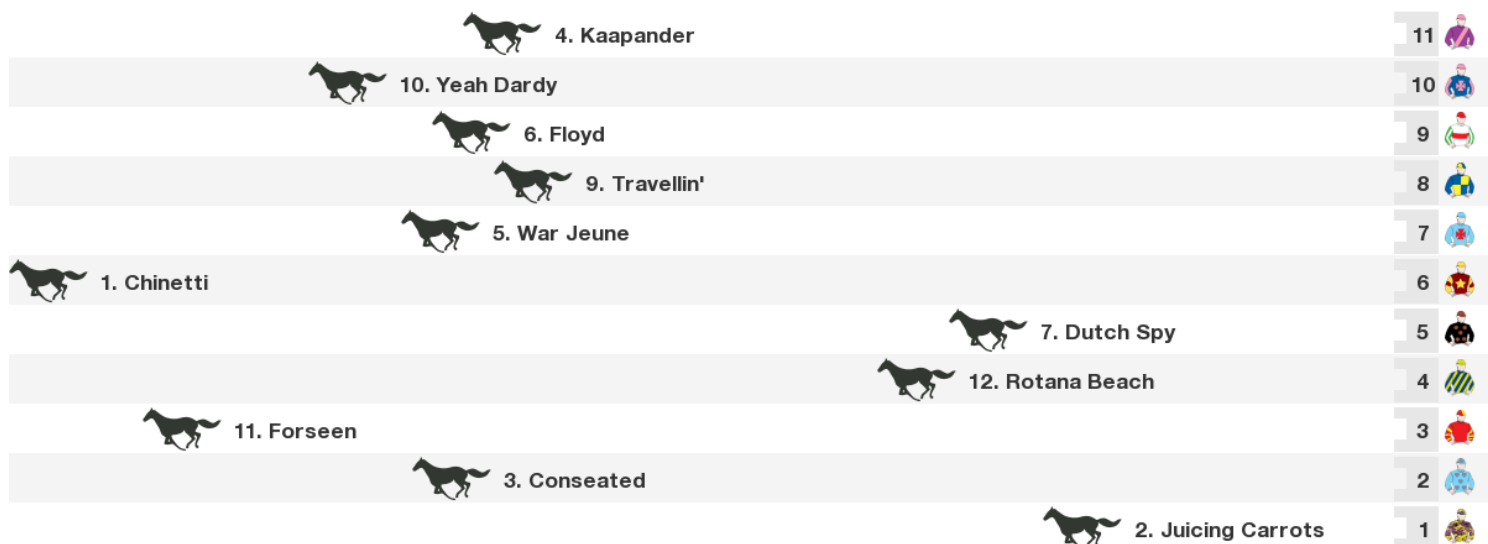 4. Kaapander 11
10. Yeah Dardy 10
6. Floyd 9
9. Travellin' 8
5. War Jeune 7
1. Chinetti 6
7. Dutch Spy 5
12. Rotana Beach 4
11. Forseen 3
3. Conseated 2
2. Juicing Carrots 1